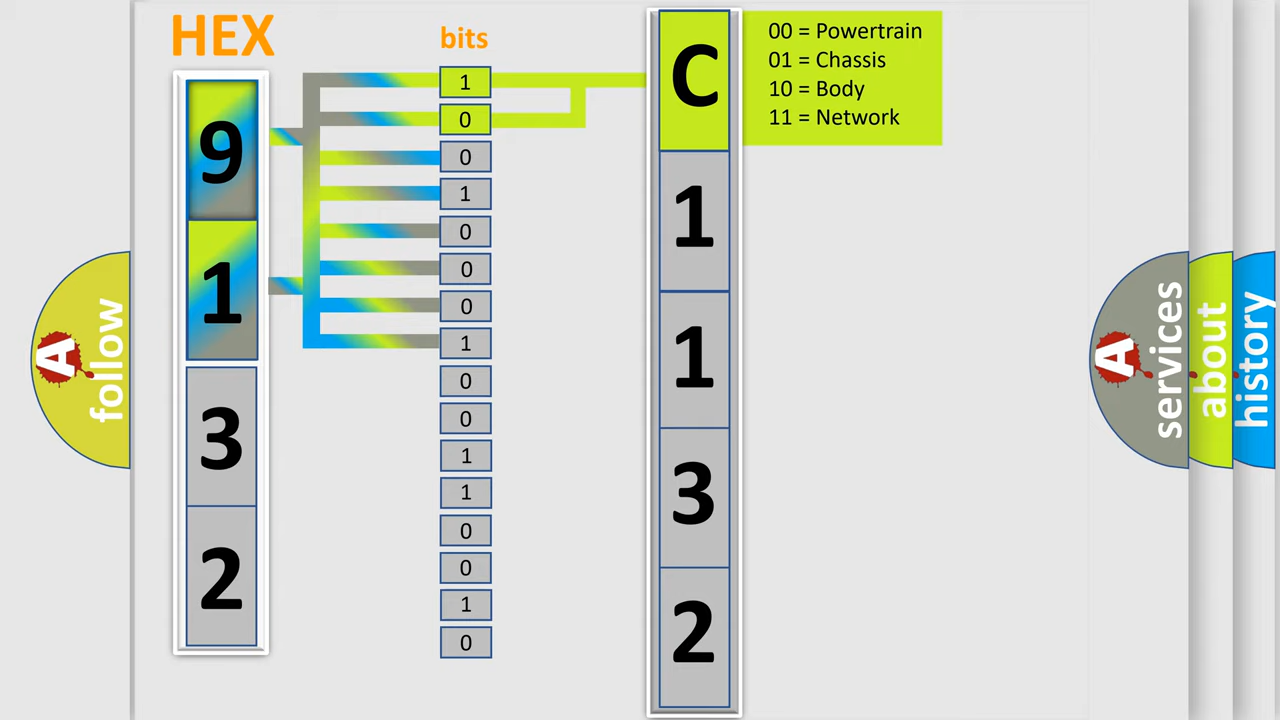 HEX
9
1
3
2
bits
1
0
0
1
0
0
0
1
0
0
1
1
0
0
1
0
C
1
1
3
2
00 = Powertrain
01 = Chassis
10 = Body
11 = Network
A
follow
A
services
about
history